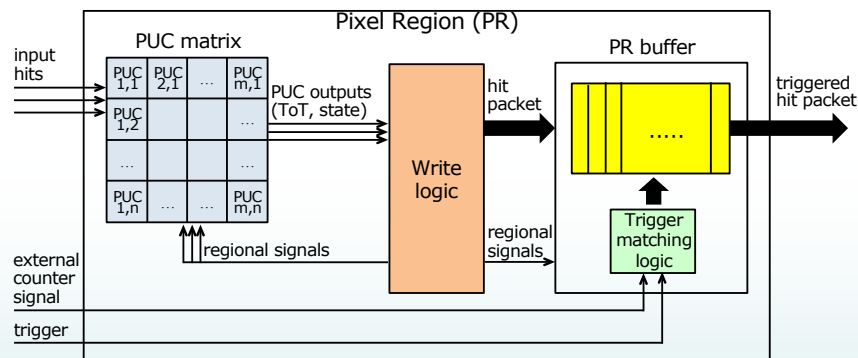 Pixel Region (PR)
PUC matrix
PR buffer
input
hits
PUC
1,1
PUC
2,1
...
PUC
m,1
PUC
1,2
...
...
...
PUC
1,n
...
...
PUC
m,n
PUC outputs
(ToT, state)
Write
logic
hit
packet
.....
triggered
hit packet
regional signals
regional
signals
Trigger
matching
logic
external
counter
signal
trigger